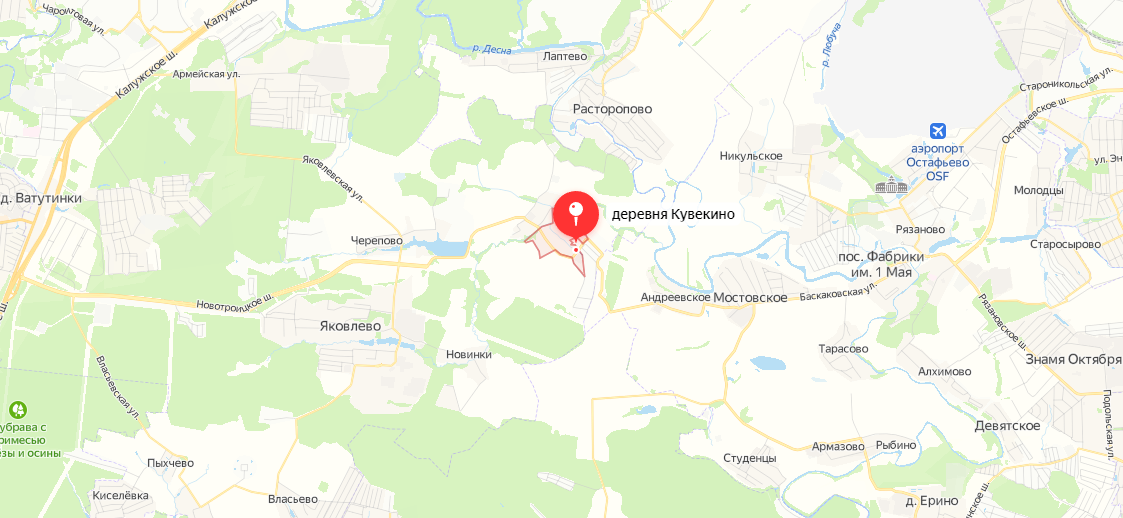 Калужское ш.
р. Десна
Лаптево
р. Любуча
Калужское ш.
Армейская ул.
Староникольская ул.
Расторопово
Остафьевское ш.
аэропорт
Остафьево
OSF
Никульское
Яковлевская ул.
ул. Эн
Молодцы
д. Ватутинки
деревня Кувекино
Рязаново
Черепово
Старосырово
пос. Фабрики
им. 1 Мая
Новотроицкое ш.
Андреевское
Мостовское
Баскаковская ул.
ш.
Яковлево
Рязановское ш.
Новинки
Тарасово
Знамя Октября
Власьевская ул.
Алхимово
Подольская ул.
убрава с
римесью
езы и осины
Девятское
Армазово
Рыбино
Студенцы
Пыхчево
Киселёвка
Власьево
д. Ерино